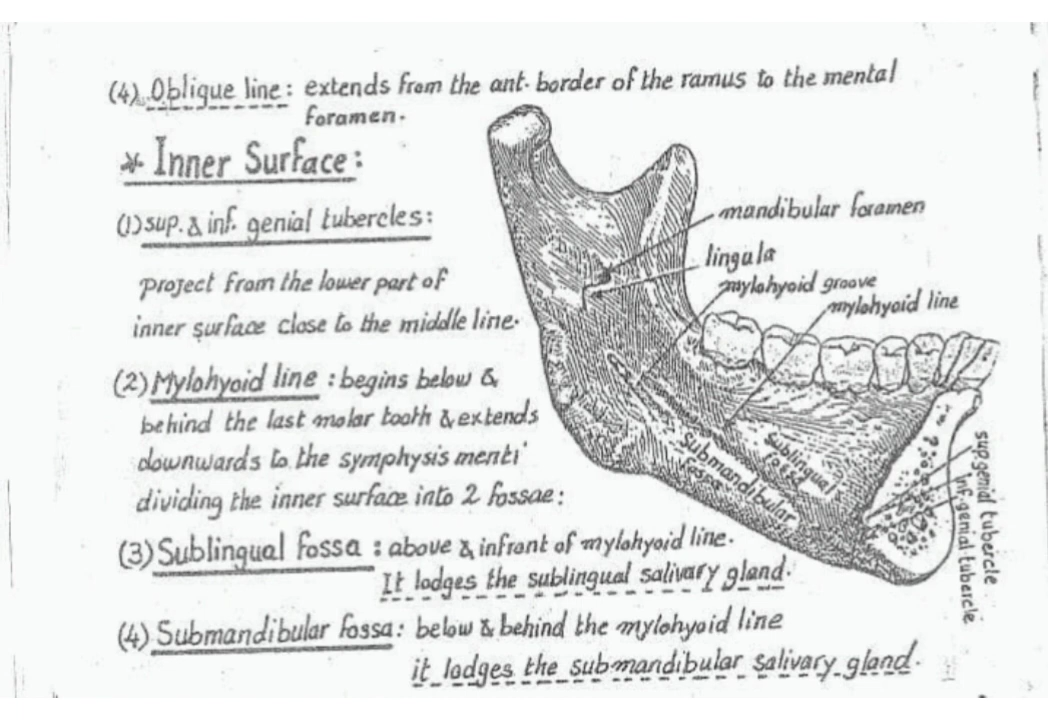 (4) Oblique line: extends from the ant. border of the ramus to the mental
foramen.
* Inner Surface:
(1) sup. & inf. genial tubercles:
project from the lower part of
inner surface close to the middle line.
(2) Mylohyoid line : begins below &
behind the last molar tooth & extends
downwards to the symphysis menti
dividing the inner surface into 2 fossae:
(3) Sublingual fossa : above & infront of mylohyoid line.
It lodges the sublingual salivary gland.
(4) Submandibular fossa: below & behind the mylohyoid line
it lodges the submandibular salivary gland.
mandibular foramen
lingula
mylohyoid groove
mylohyoid line
Sublingual
fossa
Submandibular
fossa
sup. genial tubercle
inf. genial tubercle